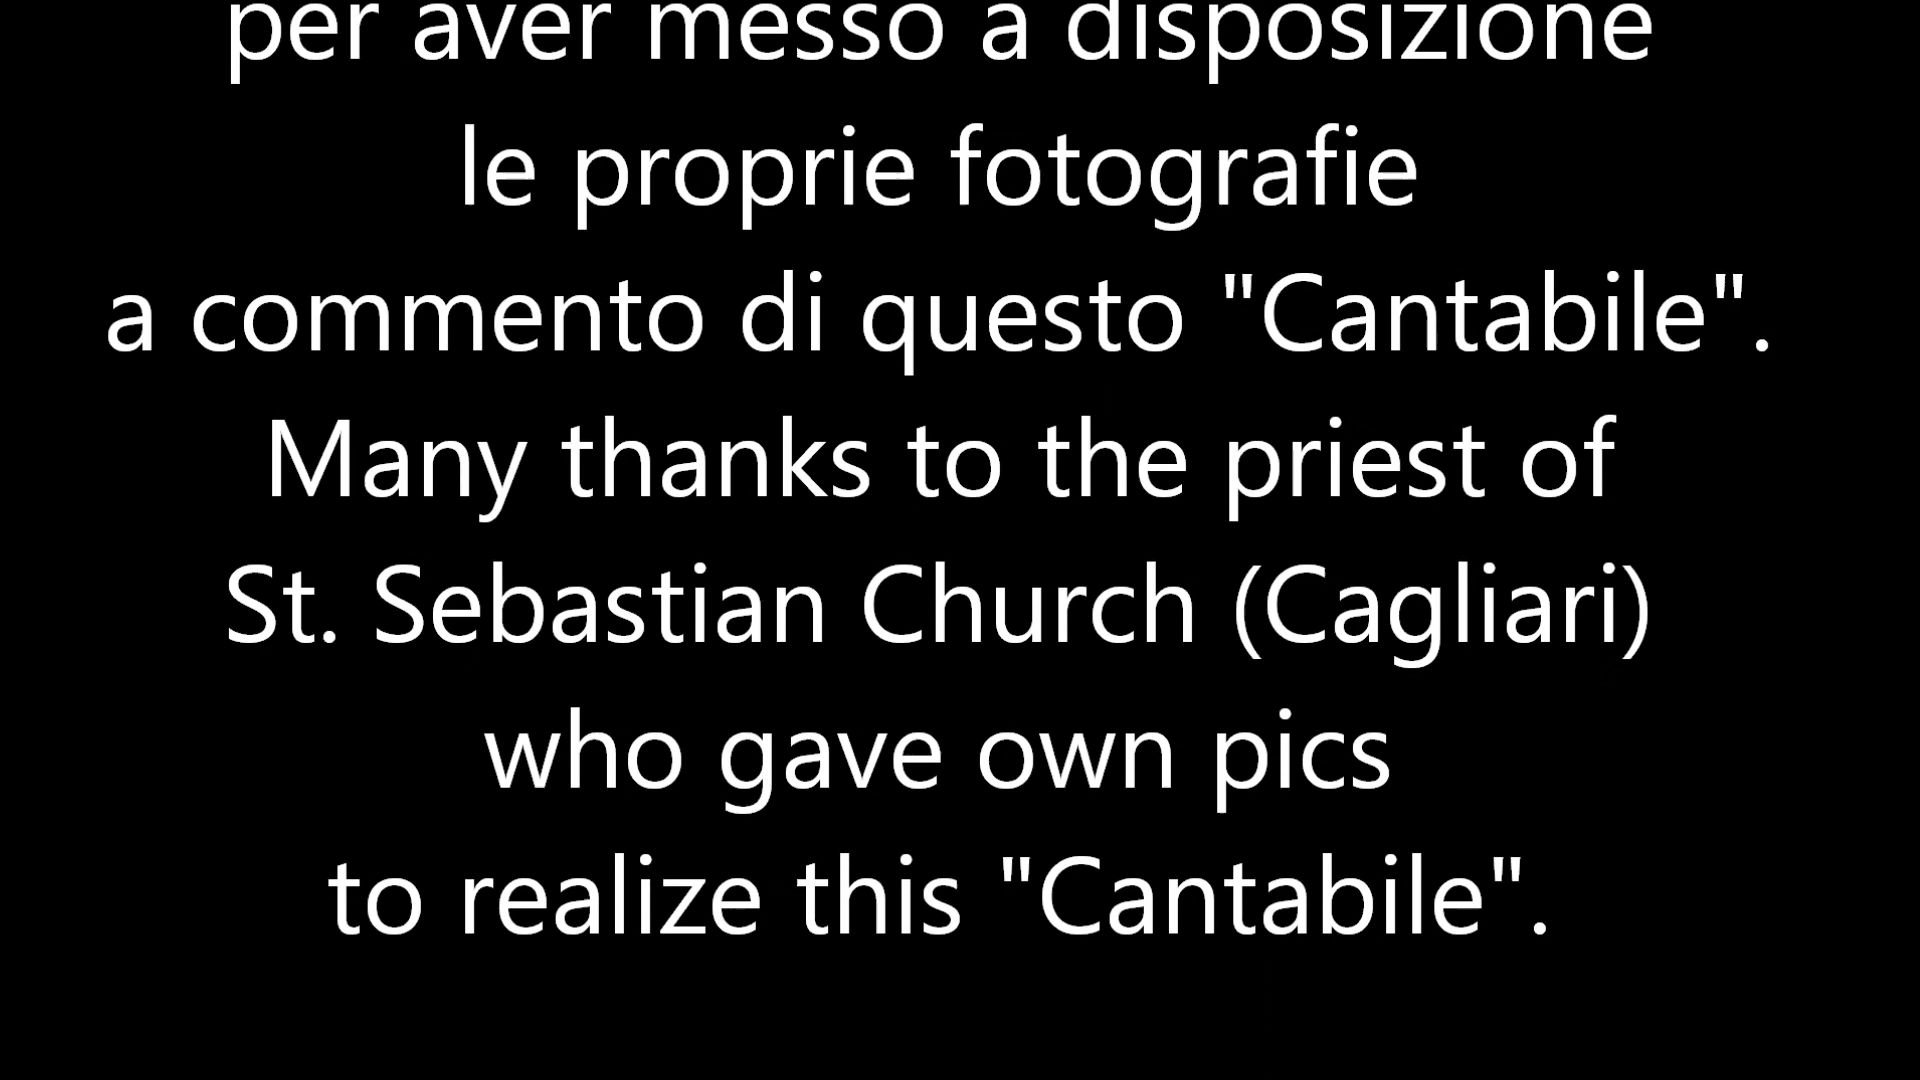 per aver messo a disposizione
le proprie fotografie
a commento di questo "Cantabile".
Many thanks to the priest of
St. Sebastian Church (Cagliari)
who gave own pics
to realize this "Cantabile".